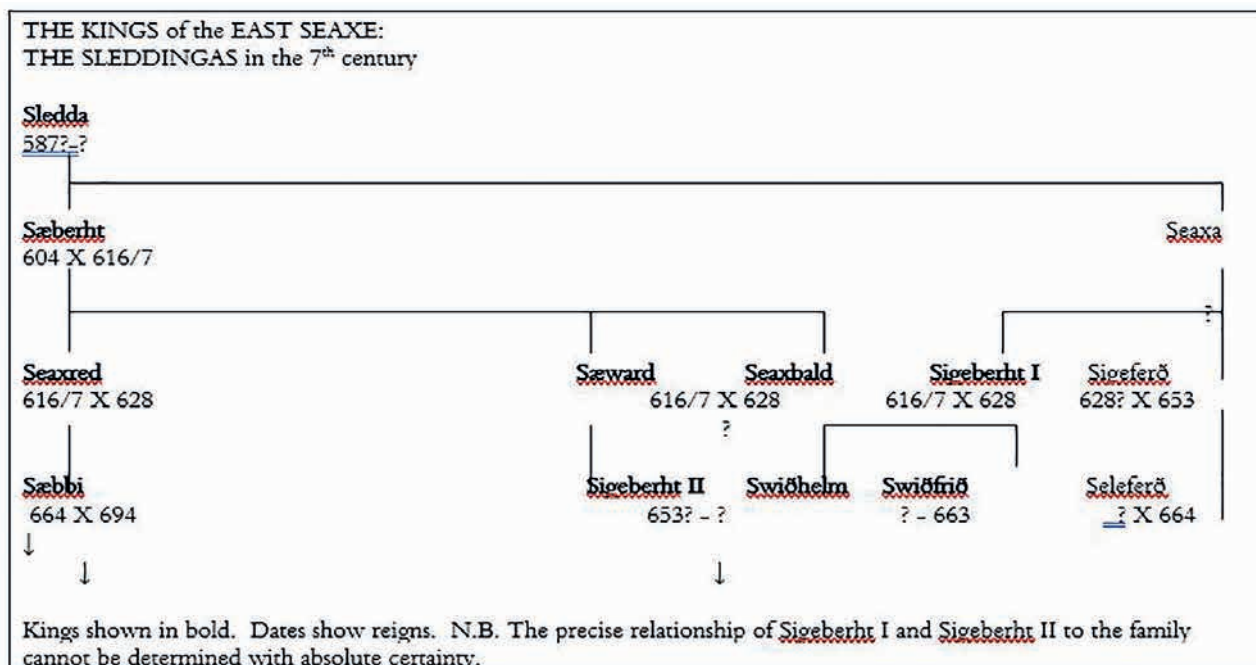 THE KINGS of the EAST SEAXE:
THE SLEDDINGAS in the 7th century
Sledda
587?–?
Sæberht Seaxa
604 X 616/7
?
Seaxred Sæward Seaxbald Sigeberht I Sigeferð
616/7 X 628 616/7 X 628 616/7 X 628 628? X 653
?
Sæbbi Sigeberht II Swiðhelm Swiðfrið Seleferð
664 X 694 653? – ? ? – 663 ? X 664
↓
↓ ↓
Kings shown in bold. Dates show reigns. N.B. The precise relationship of Sigeberht I and Sigeberht II to the family
cannot be determined with absolute certainty.